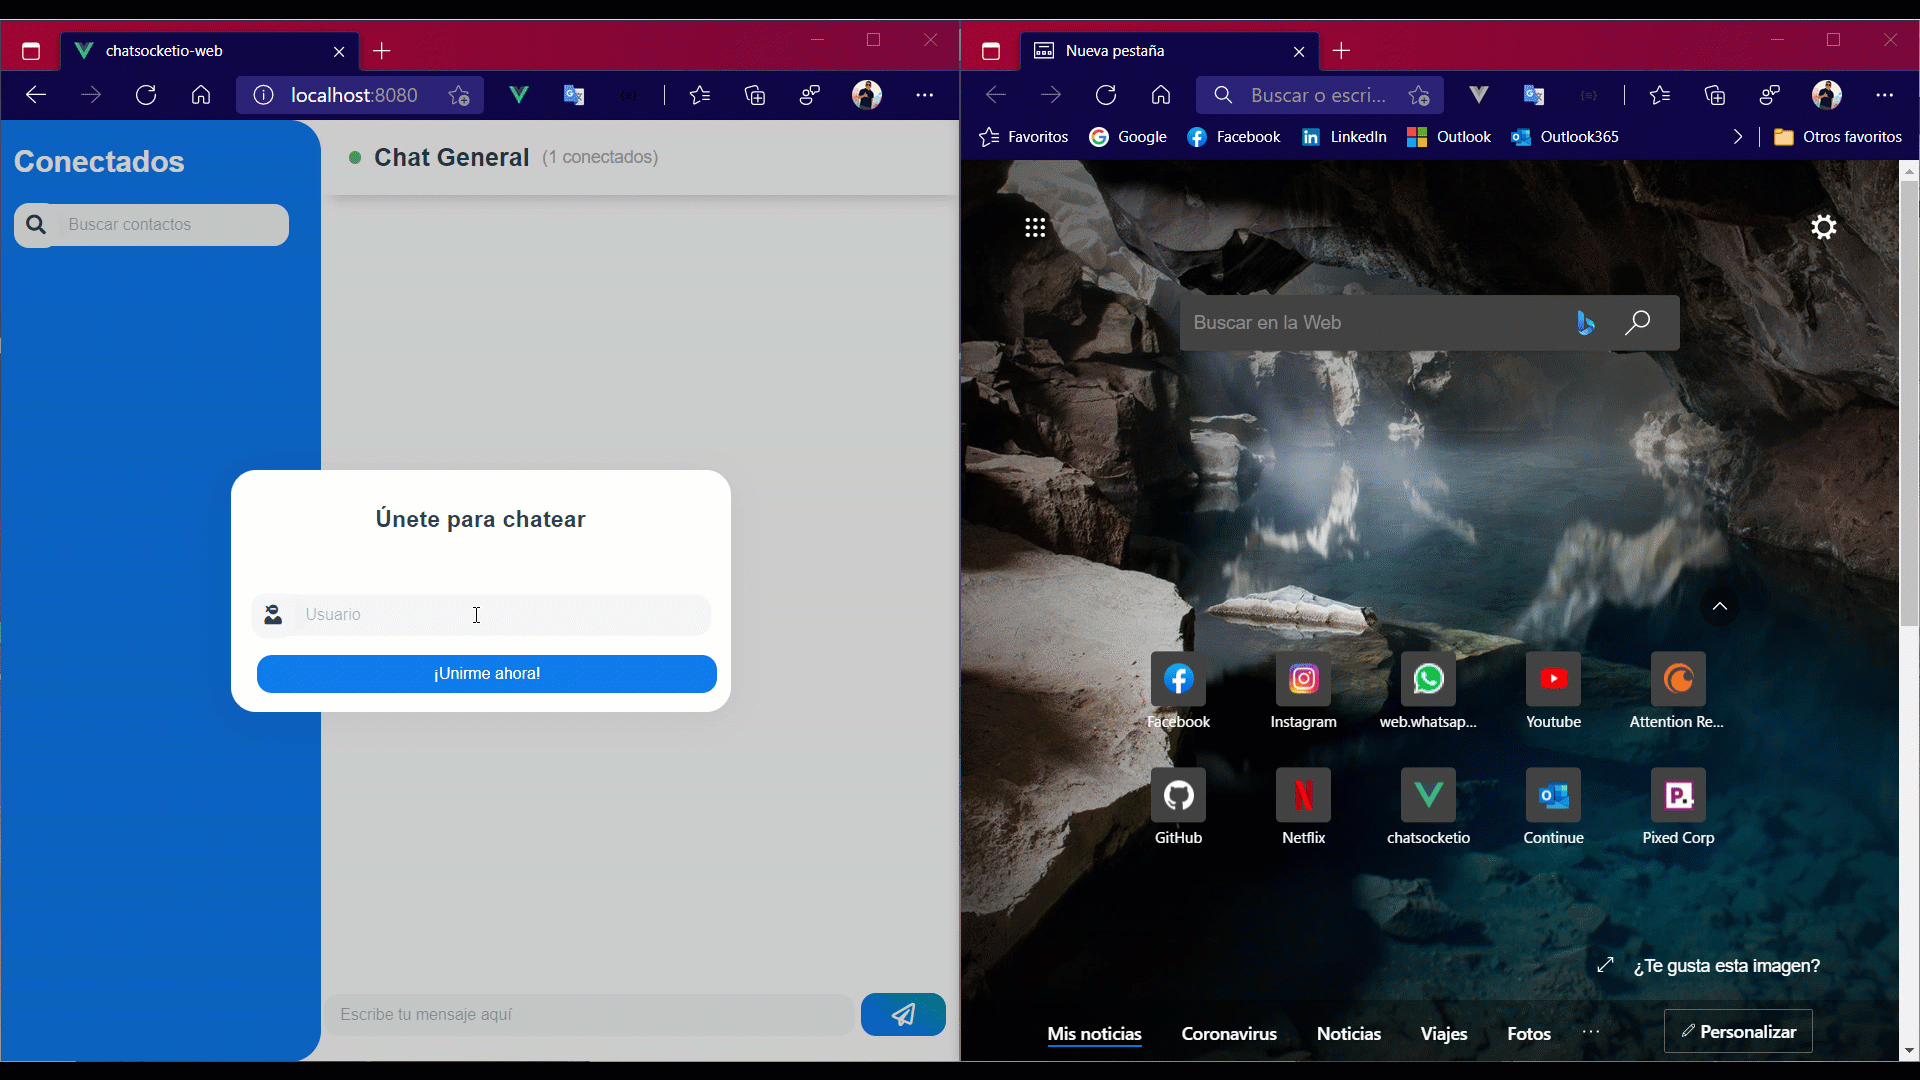 chatsocketio-web
localhost:8080
Conectados
Buscar contactos
Chat General (1 conectados)
Únete para chatear
Usuario
¡Unirme ahora!
Escribe tu mensaje aquí
Nueva pestaña
Buscar o escri...
Favoritos Google Facebook LinkedIn Outlook Outlook365 Otros favoritos
Buscar en la Web
Facebook Instagram web.whatsap... Youtube Attention Re...
GitHub Netflix chatsocketio Continue Pixed Corp
¿Te gusta esta imagen?
Mis noticias Coronavirus Noticias Viajes Fotos ... Personalizar